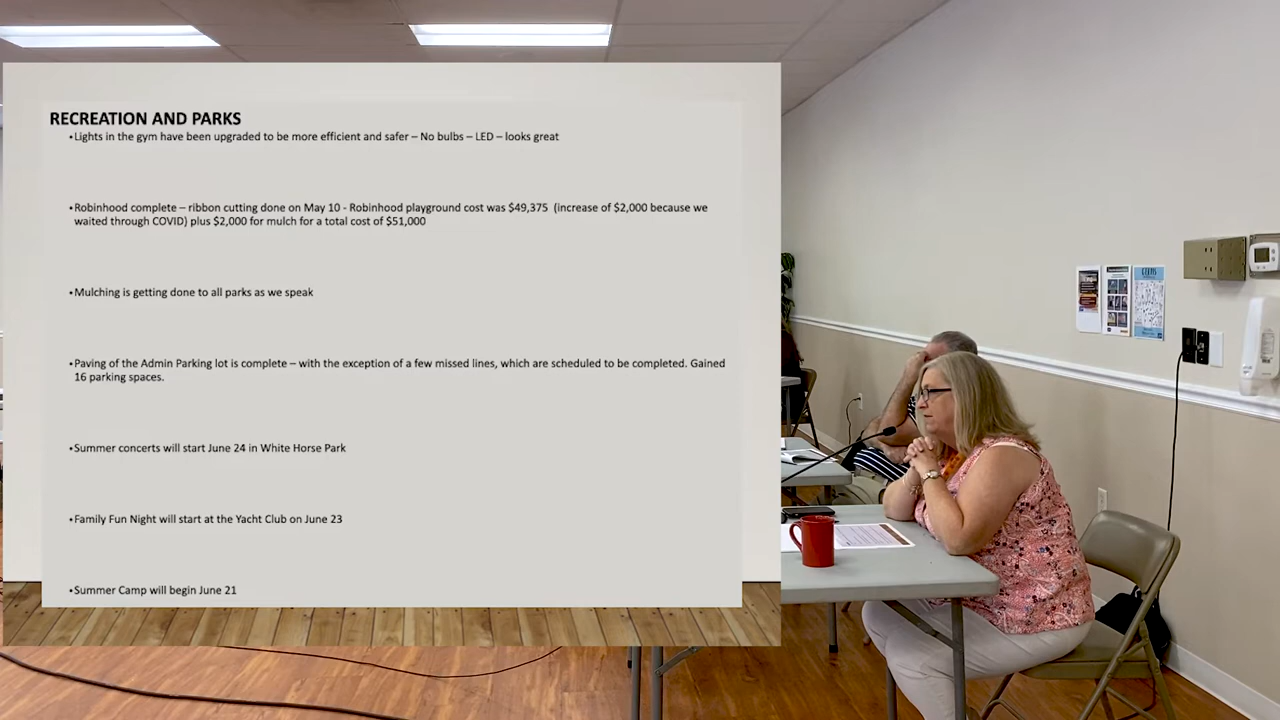 RECREATION AND PARKS
•Lights in the gym have been upgraded to be more efficient and safer – No bulbs – LED – looks great
•Robinhood complete – ribbon cutting done on May 10 - Robinhood playground cost was $49,375 (increase of $2,000 because we
waited through COVID) plus $2,000 for mulch for a total cost of $51,000
•Mulching is getting done to all parks as we speak
•Paving of the Admin Parking lot is complete – with the exception of a few missed lines, which are scheduled to be completed. Gained
16 parking spaces.
•Summer concerts will start June 24 in White Horse Park
•Family Fun Night will start at the Yacht Club on June 23
•Summer Camp will begin June 21